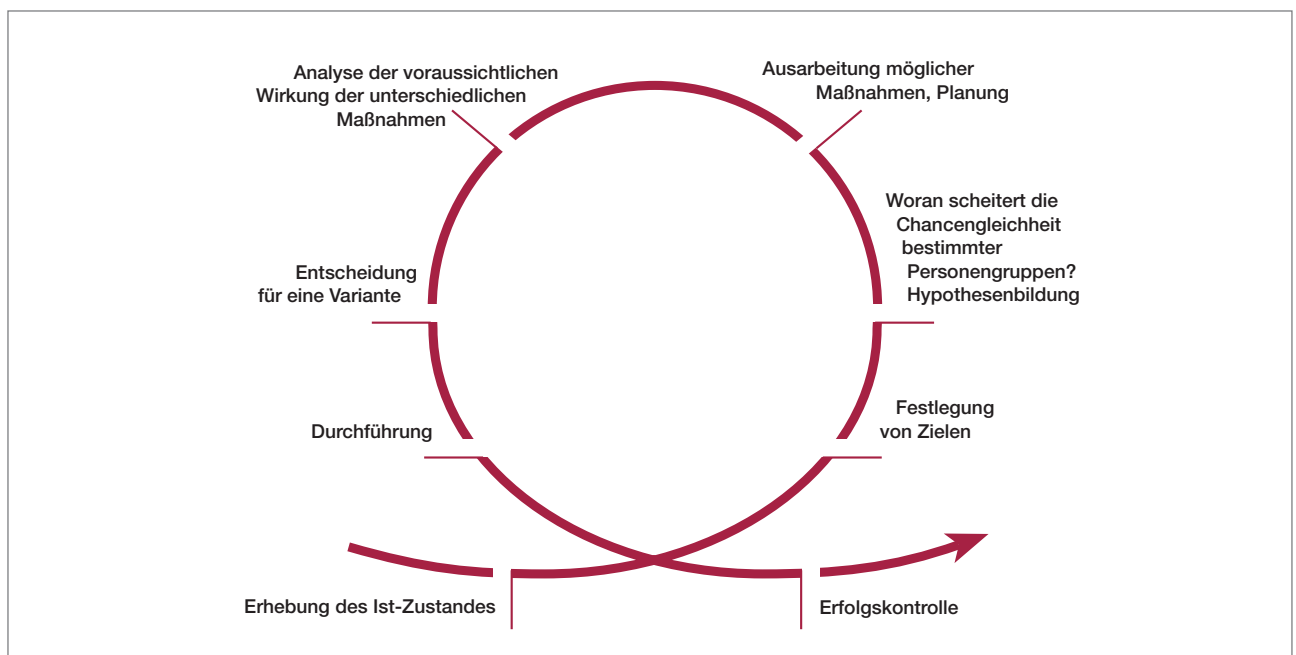 Analyse der voraussichtlichen
Wirkung der unterschiedlichen
Maßnahmen
Ausarbeitung möglicher
Maßnahmen, Planung
Woran scheitert die
Chancengleichheit
bestimmter
Personengruppen?
Hypothesenbildung
Entscheidung
für eine Variante
Festlegung
von Zielen
Durchführung
Erhebung des Ist-Zustandes
Erfolgskontrolle